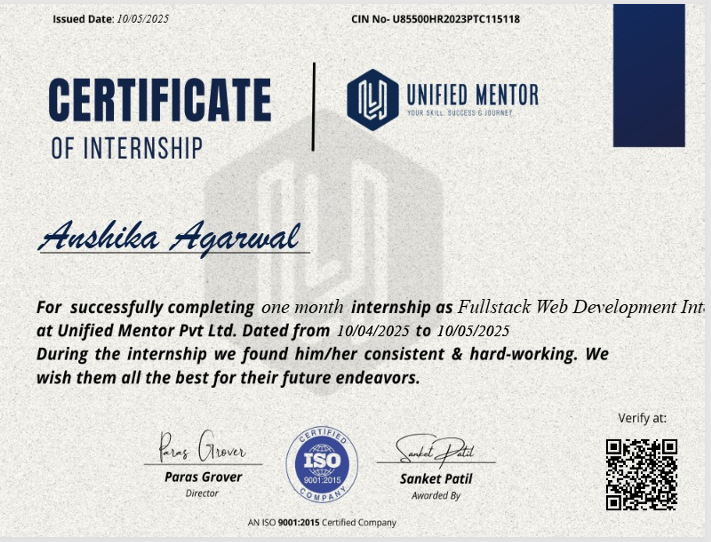 Issued Date: 10/05/2025
CIN No- U85500HR2023PTC115118
CERTIFICATE
OF INTERNSHIP
UNIFIED MENTOR
YOUR SKILL, SUCCESS & JOURNEY
Anshika Agarwal
For successfully completing one month internship as Fullstack Web Development Int
at Unified Mentor Pvt Ltd. Dated from 10/04/2025 to 10/05/2025
During the internship we found him/her consistent & hard-working. We
wish them all the best for their future endeavors.
Verify at:
Paras Grover
Paras Grover
Director
CERTIFIED
ISO
9001:2015
COMPANY
Sanket Patil
Sanket Patil
Awarded By
AN ISO 9001:2015 Certified Company